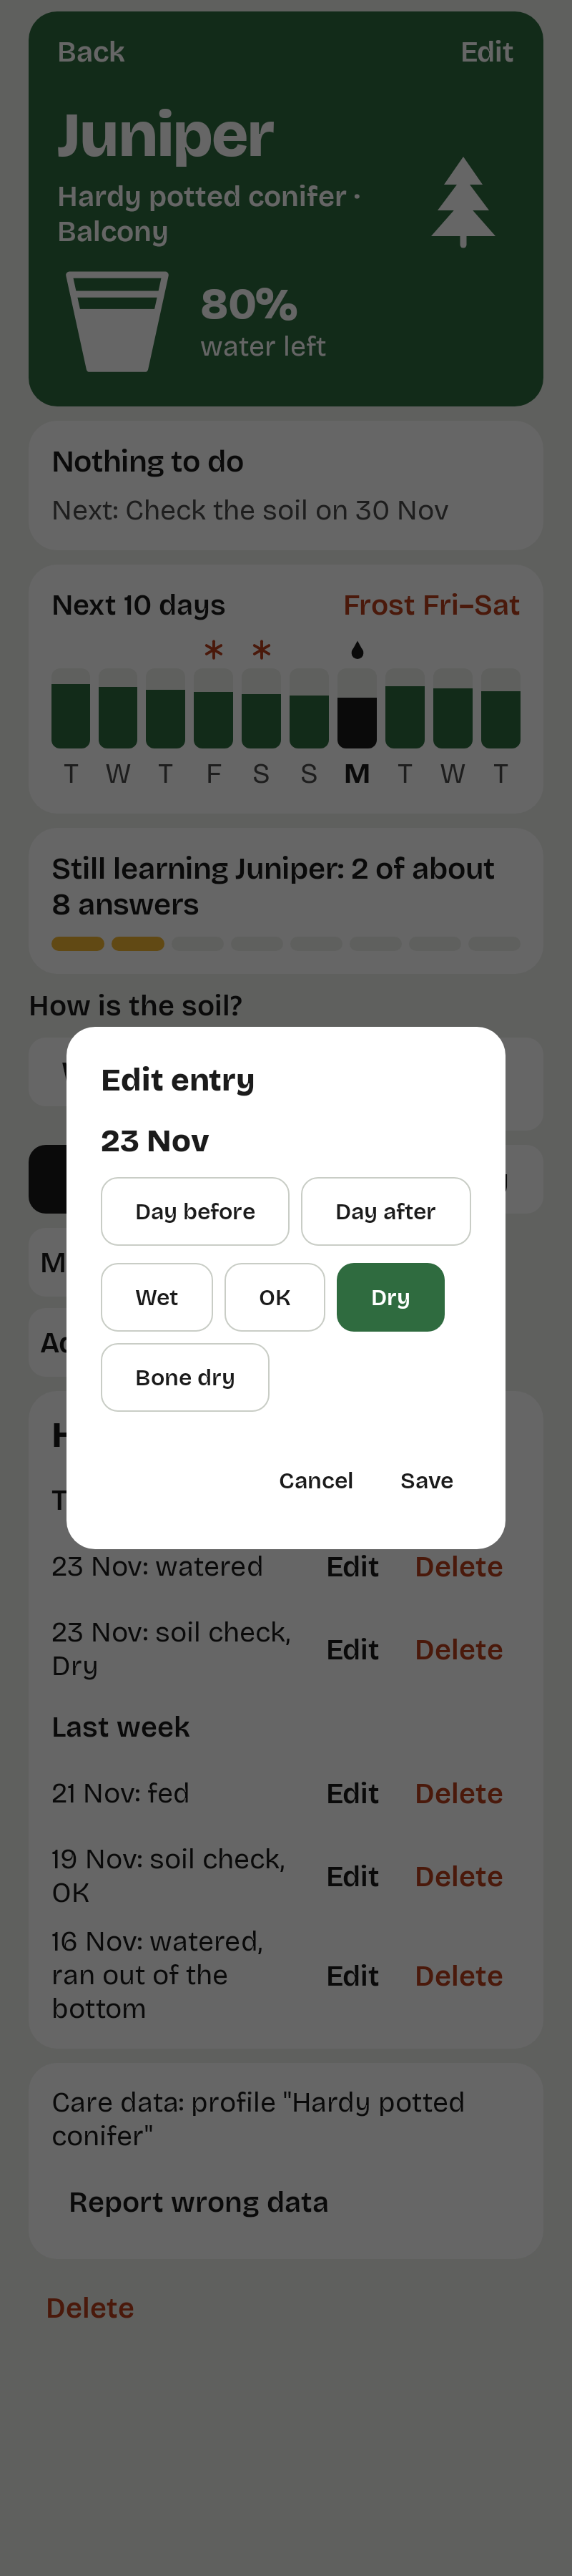 Back
Edit
Juniper
Hardy potted conifer ·
Balcony
80%
water left
Nothing to do
Next: Check the soil on 30 Nov
Next 10 days
Frost Fri–Sat
T W T F S S M T W T
Still learning Juniper: 2 of about
8 answers
How is the soil?
Edit entry
23 Nov
Day before
Day after
Wet
OK
Dry
Bone dry
Cancel
Save
23 Nov: watered
Edit
Delete
23 Nov: soil check,
Dry
Edit
Delete
Last week
21 Nov: fed
Edit
Delete
19 Nov: soil check,
OK
Edit
Delete
16 Nov: watered,
ran out of the
bottom
Edit
Delete
Care data: profile "Hardy potted
conifer"
Report wrong data
Delete